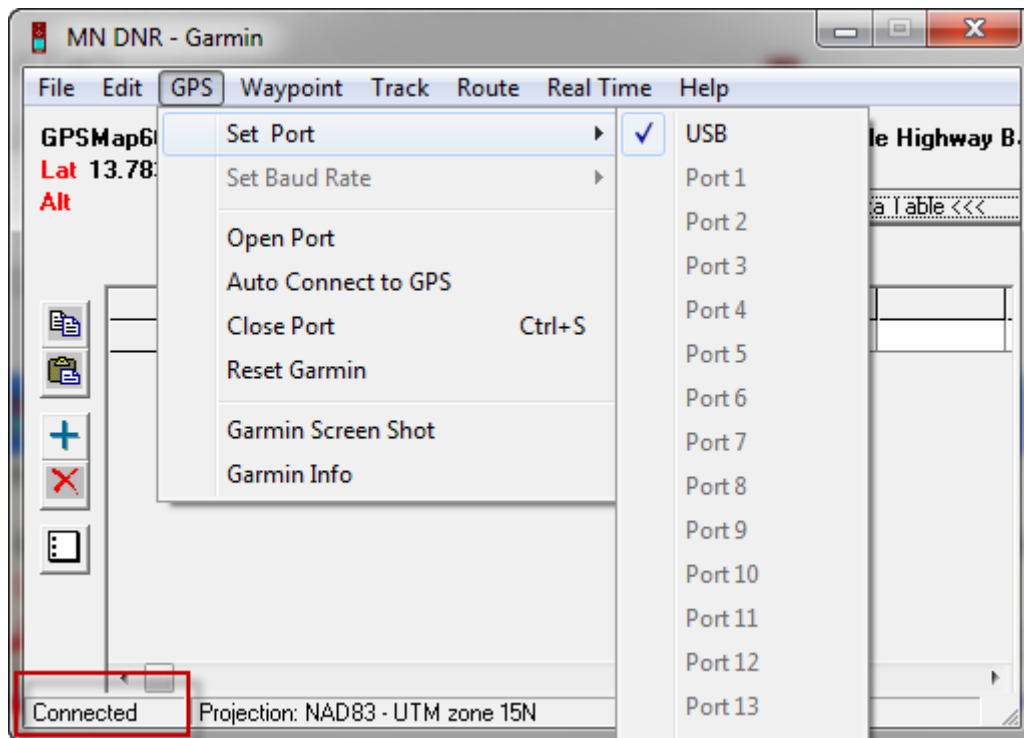 MN DNR - Garmin
File Edit GPS Waypoint Track Route Real Time Help
Lat 13.78
Alt
le Highway B
Table <<<
Set Port
Set Baud Rate
Open Port
Auto Connect to GPS
Close Port Ctrl+S
Reset Garmin
Garmin Screen Shot
Garmin Info
USB
Port 1
Port 2
Port 3
Port 4
Port 5
Port 6
Port 7
Port 8
Port 9
Port 10
Port 11
Port 12
Port 13
Connected
Projection: NAD83 - UTM zone 15N